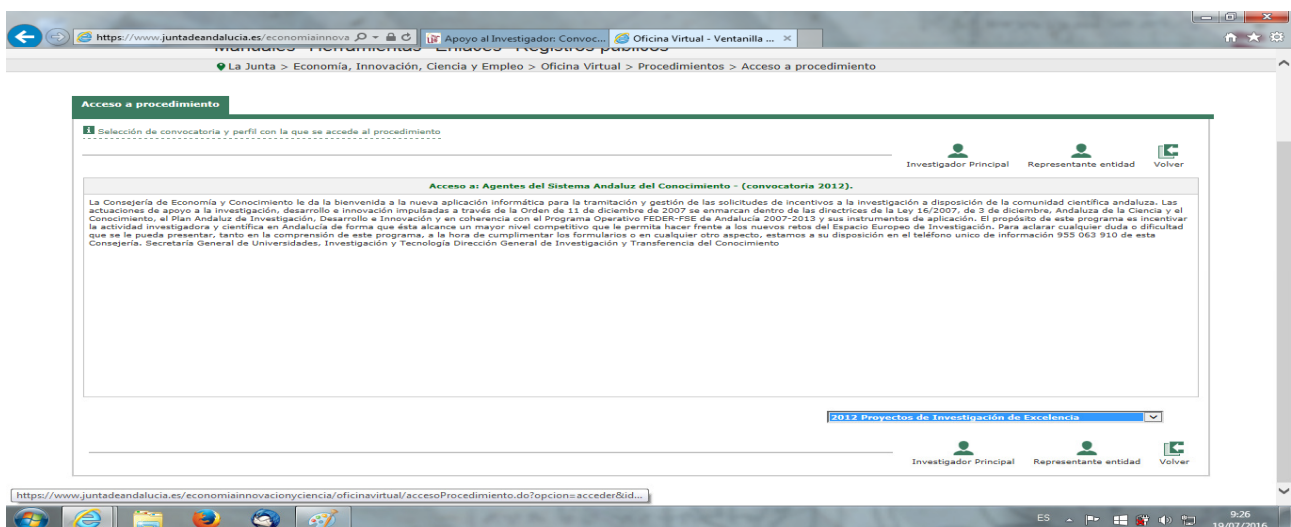 https://www.juntadeandalucia.es/economiainnova
Apoyo al Investigador: Convoc...
Oficina Virtual - Ventanilla ...
Manuales Herramientas Enlaces Registros públicos
La Junta > Economía, Innovación, Ciencia y Empleo > Oficina Virtual > Procedimientos > Acceso a procedimiento
Acceso a procedimiento
Selección de convocatoria y perfil con la que se accede al procedimiento
Investigador Principal Representante entidad Volver
Acceso a: Agentes del Sistema Andaluz del Conocimiento - (convocatoria 2012).
La Consejería de Economía y Conocimiento le da la bienvenida a la nueva aplicación informática para la tramitación y gestión de las solicitudes de incentivos a la investigación a disposición de la comunidad científica andaluza. Las
actuaciones de apoyo a la investigación, desarrollo e innovación impulsadas a través de la Orden de 11 de diciembre de 2007 se enmarcan dentro de las directrices de la Ley 16/2007, de 3 de diciembre, Andaluza de la Ciencia y el
Conocimiento, el Plan Andaluz de Investigación, Desarrollo e Innovación y en coherencia con el Programa Operativo FEDER-FSE de Andalucía 2007-2013 y sus instrumentos de aplicación. El propósito de este programa es incentivar
la actividad investigadora y científica en Andalucía de forma que ésta alcance un mayor nivel competitivo que le permita hacer frente a los nuevos retos del Espacio Europeo de Investigación. Para aclarar cualquier duda o dificultad
que se le pueda presentar, tanto en la comprensión de este programa, a la hora de cumplimentar los formularios o en cualquier otro aspecto, estamos a su disposición en el teléfono unico de información 955 063 910 de esta
Consejería. Secretaría General de Universidades, Investigación y Tecnología Dirección General de Investigación y Transferencia del Conocimiento
2012 Proyectos de Investigación de Excelencia
Investigador Principal Representante entidad Volver
https://www.juntadeandalucia.es/economiainnovacionyciencia/oficinavirtual/accesoProcedimiento.do?opcion=acceder&id...
ES
9:26
19/07/2016